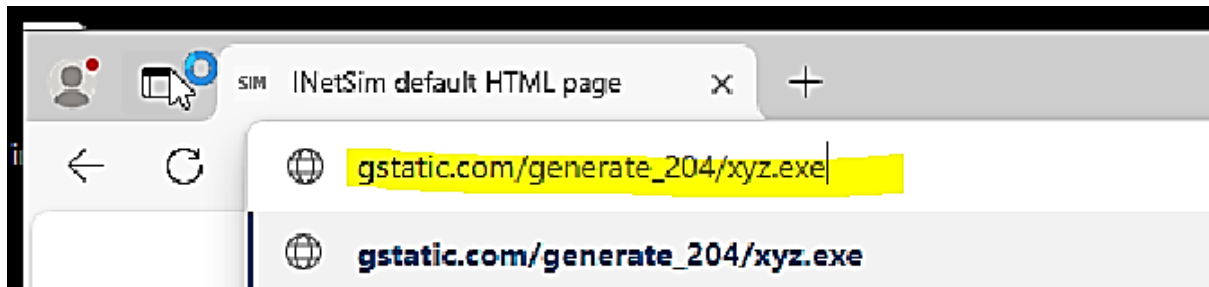 SIM INetSim default HTML page
gstatic.com/generate_204/xyz.exe
gstatic.com/generate_204/xyz.exe